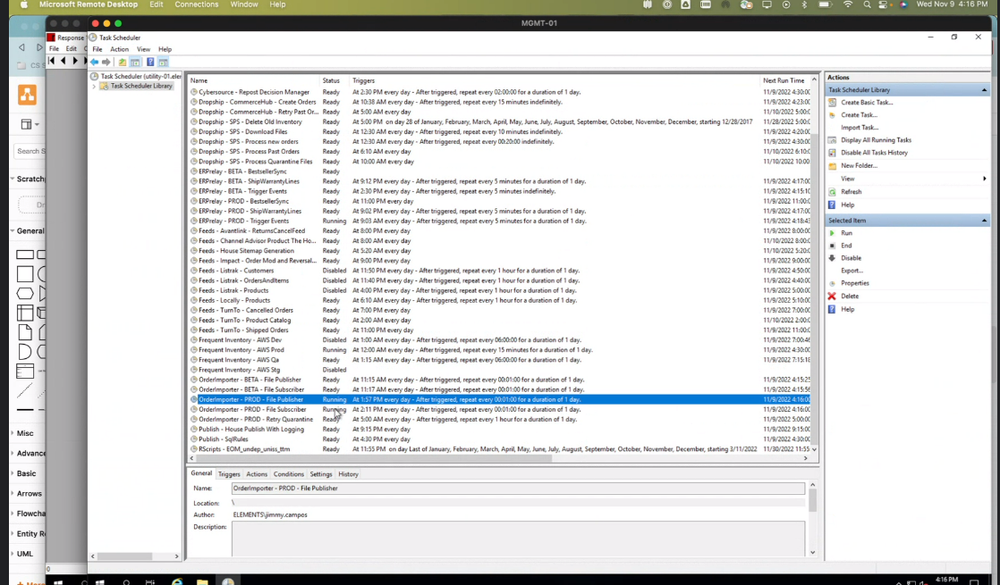 Microsoft Remote Desktop Edit Connections Window Help Wed Nov 9 4:16 PM
MGMT-01
Response
File Edit
CS S
Search S
Scratchp
Dr
General
Misc
Advance
Basic
Arrows
Flowcha
Entity R
UML
+ More
Task Scheduler
File Action View Help
Task Scheduler (utility-01.ele
Task Scheduler Library
Name Status Triggers Next Run Time
Cybersource - Repost Decision Manager Ready At 2:30 PM every day - After triggered, repeat every 02:00:00 for a duration of 1 day. 11/9/2022 4:30:00
Dropship - CommerceHub - Create Orders Ready At 10:38 AM every day - After triggered, repeat every 15 minutes for a duration of 1 day. 11/9/2022 4:23:00
Dropship - CommerceHub - Retry Past Or... Ready At 5:00 AM every day 11/10/2022 5:00:0
Dropship - SPS - Delete Old Inventory Ready At 5:00 PM on day 28 of January, February, March, April, May, June, July, August, September, October, November, December, starting 12/28/2017 11/28/2022 5:00:0
Dropship - SPS - Download Files Ready At 12:30 AM every day - After triggered, repeat every 10 minutes indefinitely. 11/9/2022 4:20:00
Dropship - SPS - Process new orders Ready At 12:30 AM every day - After triggered, repeat every 00:20:00 indefinitely. 11/9/2022 4:30:00
Dropship - SPS - Process Past Orders Ready At 6:10 AM every day 11/10/2022 6:10:0
Dropship - SPS - Process Quarantine Files Ready At 10:00 AM every day 11/10/2022 10:00
ERPrelay - BETA - BestsellerSync Ready
ERPrelay - BETA - ShipWarrantyLines Ready At 9:12 PM every day - After triggered, repeat every 5 minutes for a duration of 1 day. 11/9/2022 4:17:00
ERPrelay - BETA - Trigger Events Ready At 2:30 PM every day - After triggered, repeat every 5 minutes indefinitely. 11/9/2022 4:15:10
ERPrelay - PROD - BestsellerSync Ready At 11:00 PM every day 11/9/2022 11:00:0
ERPrelay - PROD - ShipWarrantyLines Ready At 9:02 PM every day - After triggered, repeat every 5 minutes for a duration of 1 day. 11/9/2022 4:17:00
ERPrelay - PROD - Trigger Events Running At 9:03 AM every day - After triggered, repeat every 5 minutes for a duration of 1 day. 11/9/2022 4:18:43
Feeds - Avantlink - ReturnsCancelFeed Ready At 8:00 PM every day 11/9/2022 8:00:00
Feeds - Channel Advisor Product The Ho... Ready At 8:00 AM every day 11/10/2022 8:00:0
Feeds - House Sitemap Generation Ready At 5:20 AM every day 11/10/2022 5:20:0
Feeds - Impact - Order Mod and Reversal... Ready At 9:00 PM every day 11/9/2022 9:00:00
Feeds - Listrak - Customers Disabled At 11:50 PM every day - After triggered, repeat every 1 hour for a duration of 1 day. 11/9/2022 4:50:00
Feeds - Listrak - OrdersAndItems Disabled At 11:40 PM every day - After triggered, repeat every 1 hour for a duration of 1 day. 11/9/2022 4:40:00
Feeds - Listrak - Products Disabled At 4:00 PM every day - After triggered, repeat every 1 hour for a duration of 1 day. 11/9/2022 5:00:00
Feeds - Locally - Products Ready At 6:10 AM every day - After triggered, repeat every 1 hour for a duration of 1 day. 11/9/2022 5:10:00
Feeds - TurnTo - Cancelled Orders Ready At 7:00 PM every day 11/9/2022 7:00:00
Feeds - TurnTo - Product Catalog Ready At 2:00 AM every day 11/10/2022 2:00:0
Feeds - TurnTo - Shipped Orders Ready At 11:00 PM every day 11/9/2022 11:00:0
Frequent Inventory - AWS Dev Disabled At 1:00 AM every day - After triggered, repeat every 06:00:00 for a duration of 1 day. 11/9/2022 7:00:46
Frequent Inventory - AWS Prod Running At 12:00 AM every day - After triggered, repeat every 15 minutes for a duration of 1 day. 11/9/2022 4:30:00
Frequent Inventory - AWS Qa Ready At 1:15 AM every day - After triggered, repeat every 06:00:00 for a duration of 1 day. 11/9/2022 7:15:18
Frequent Inventory - AWS Stg Disabled
OrderImporter - BETA - File Publisher Ready At 11:15 AM every day - After triggered, repeat every 00:01:00 for a duration of 1 day. 11/9/2022 4:15:25
OrderImporter - BETA - File Subscriber Ready At 11:17 AM every day - After triggered, repeat every 00:01:00 for a duration of 1 day. 11/9/2022 4:15:56
OrderImporter - PROD - File Publisher Running At 1:57 PM every day - After triggered, repeat every 00:01:00 for a duration of 1 day. 11/9/2022 4:16:00
OrderImporter - PROD - File Subscriber Running At 2:11 PM every day - After triggered, repeat every 00:01:00 for a duration of 1 day. 11/9/2022 4:16:00
OrderImporter - PROD - Retry Quarantine Ready At 5:00 AM every day - After triggered, repeat every 1 hour for a duration of 1 day. 11/9/2022 5:00:00
Publish - House Publish With Logging Ready At 9:15 PM every day 11/9/2022 9:15:00
Publish - SqlRules Ready At 4:30 PM every day 11/9/2022 4:30:00
RScripts - EOM_undep_uniss_ttm Ready At 11:55 PM on day Last of January, February, March, April, May, June, July, August, September, October, November, December, starting 3/11/2022 11/30/2022 11:55
General Triggers Actions Conditions Settings History
Name: OrderImporter - PROD - File Publisher
Location: \
Author: ELEMENTS\jimmy.campos
Description:
Actions
Task Scheduler Library
Create Basic Task...
Create Task...
Import Task...
Display All Running Tasks
Disable All Tasks History
New Folder...
View
Refresh
Help
Selected Item
Run
End
Disable
Export...
Properties
Delete
Help
0
4:16 PM